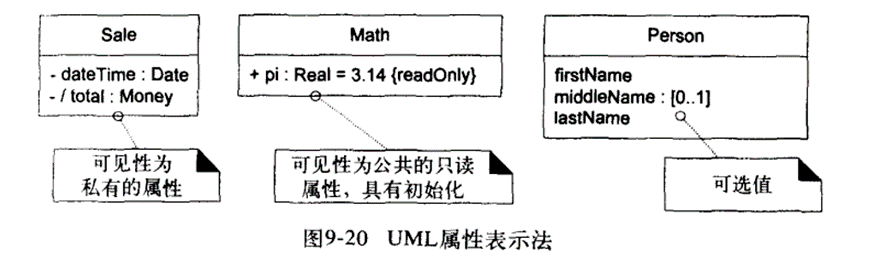 Sale
- dateTime : Date
- / total : Money
可见性为
私有的属性
Math
+ pi : Real = 3.14 {readOnly}
可见性为公共的只读
属性，具有初始化
Person
firstName
middleName : [0..1]
lastName
可选值
图9-20 UML属性表示法